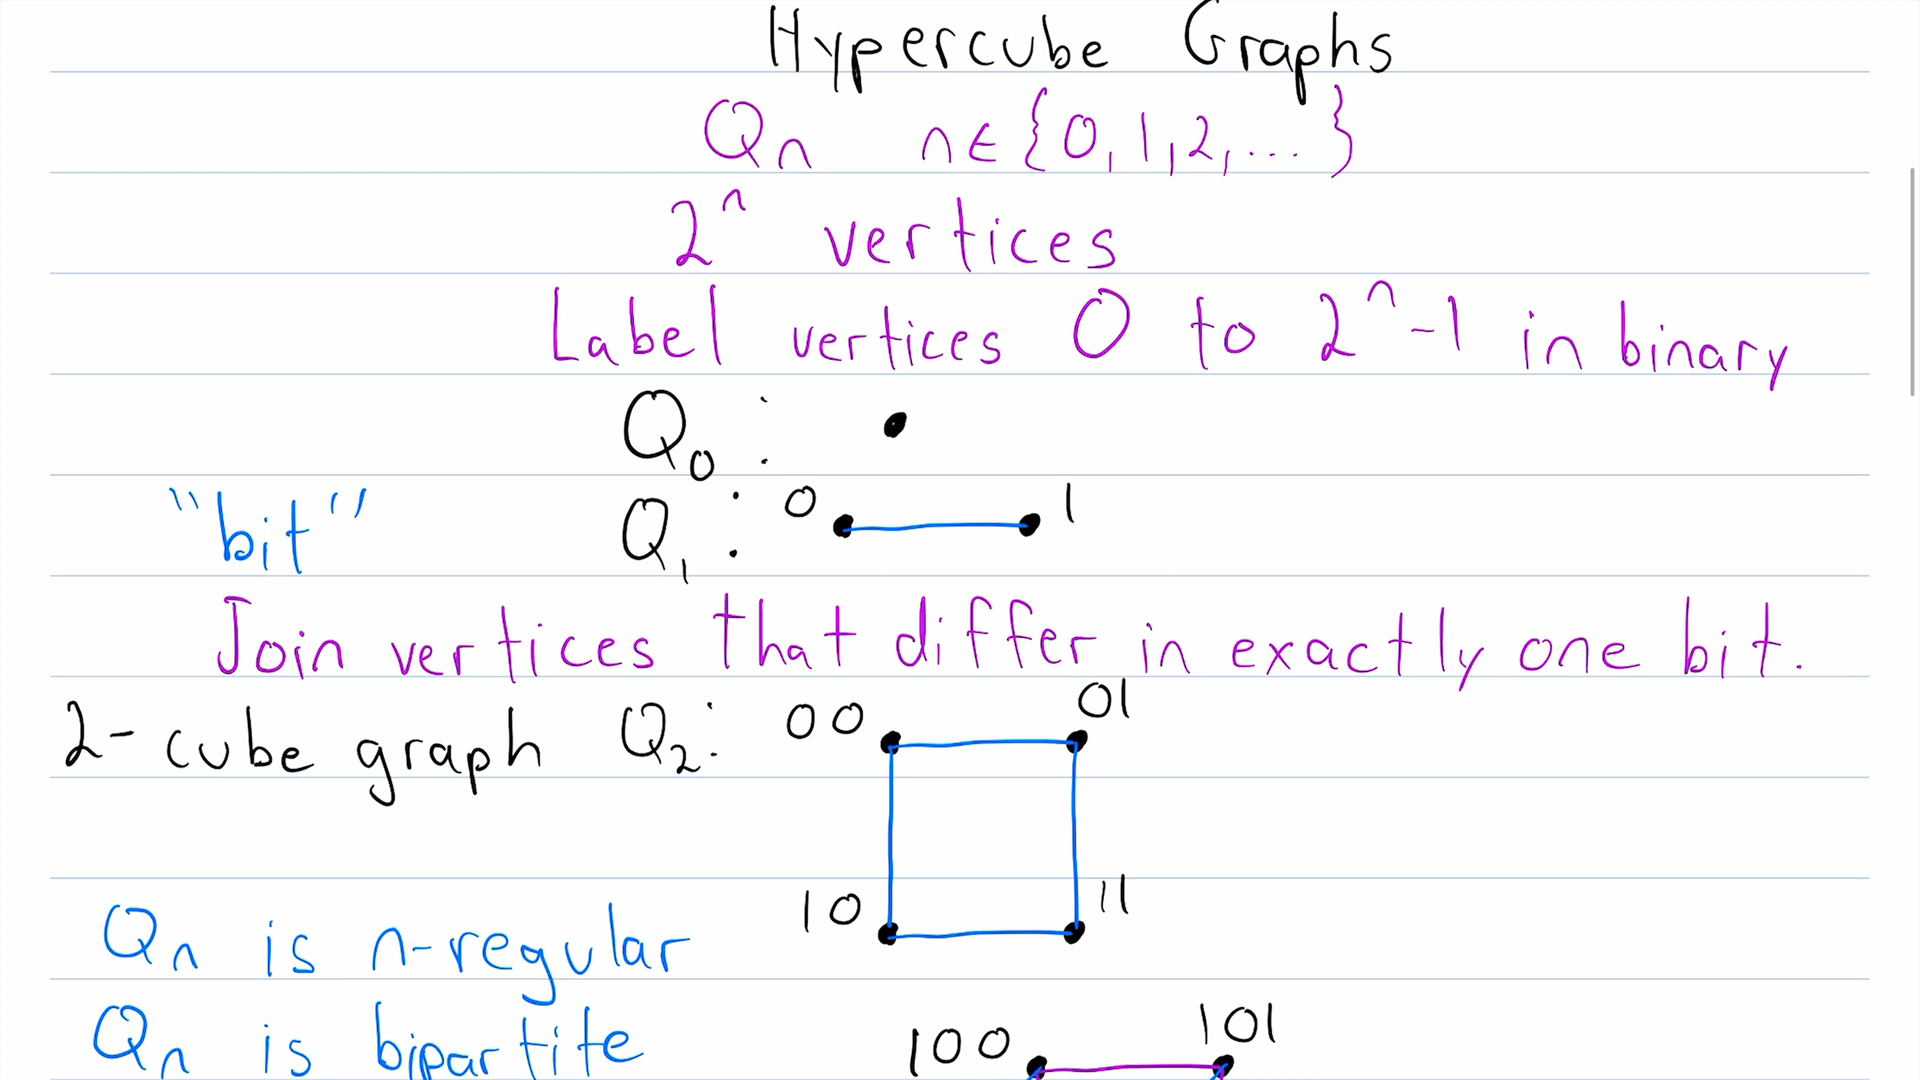 Hypercube Graphs
Qₙ n∈{0,1,2,...}
2ⁿ vertices
Label vertices 0 to 2ⁿ-1 in binary
Q₀ :
"bit" Q₁ : 0 1
Join vertices that differ in exactly one bit.
2-cube graph Q₂: 00 01
10 11
Qₙ is n-regular
Qₙ is bipartite
100 101